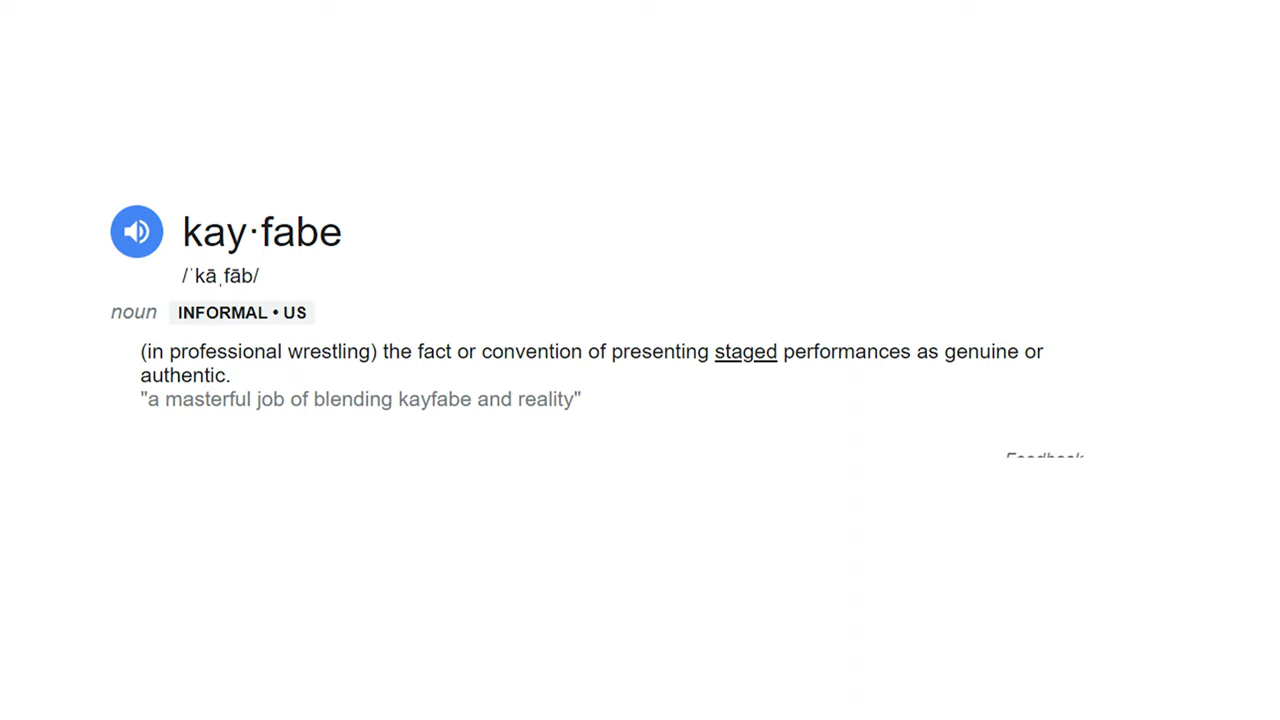 kay·fabe
/ˈkāˌfāb/
noun INFORMAL • US
(in professional wrestling) the fact or convention of presenting staged performances as genuine or
authentic.
"a masterful job of blending kayfabe and reality"
Feedback